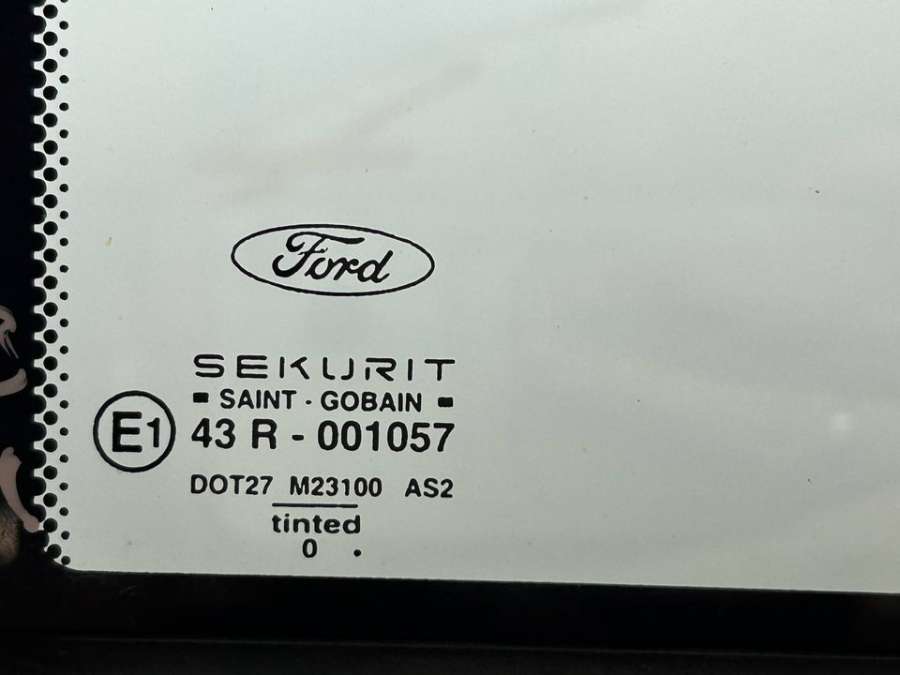 Ford
SEKURIT
SAINT - GOBAIN
E1
43 R - 001057
DOT27 M23100 AS2
tinted
0 .